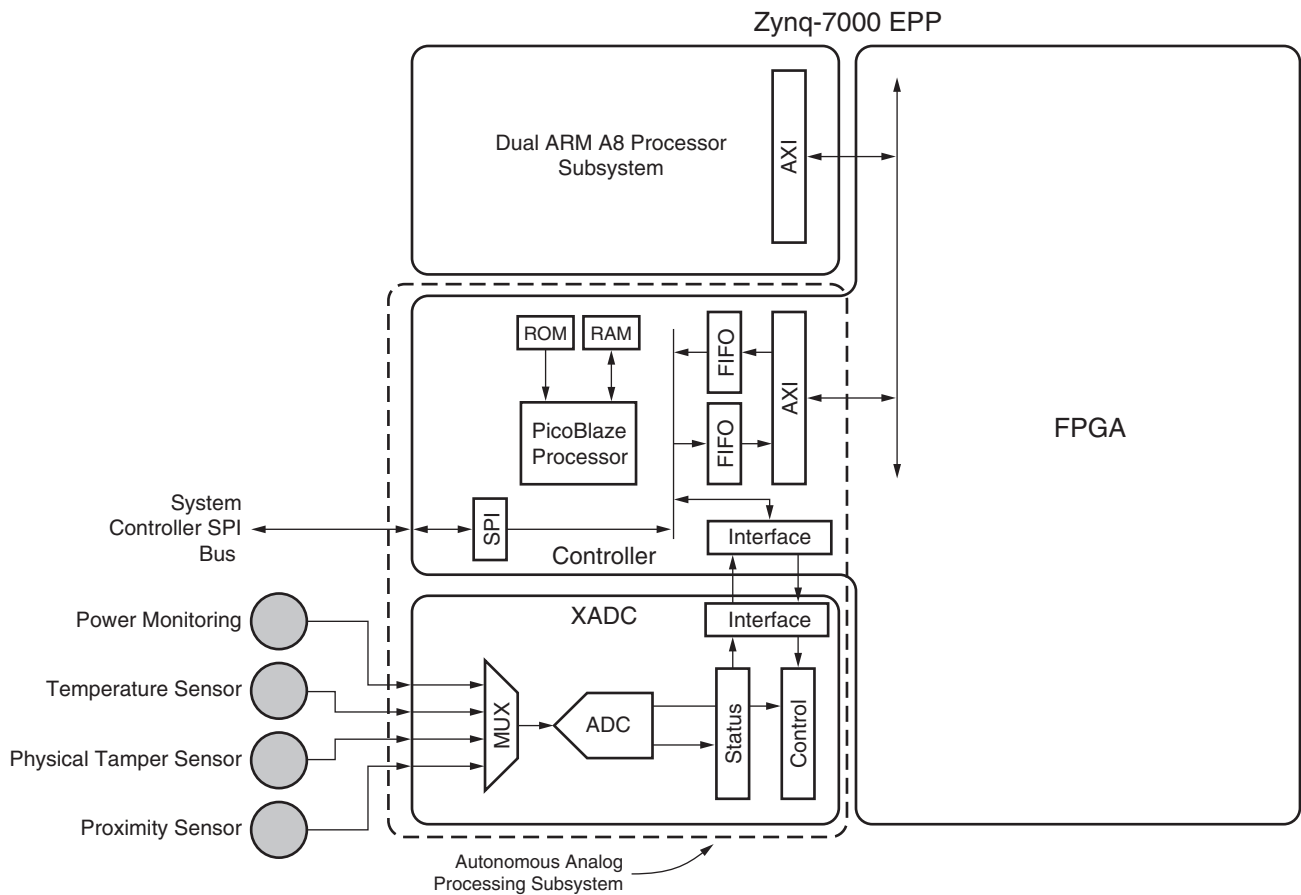 Zynq-7000 EPP
Dual ARM A8 Processor
Subsystem
AXI
ROM
RAM
FIFO
FIFO
AXI
PicoBlaze
Processor
FPGA
System
Controller SPI
Bus
SPI
Controller
Interface
Power Monitoring
Temperature Sensor
Physical Tamper Sensor
Proximity Sensor
XADC
Interface
MUX
ADC
Status
Control
Autonomous Analog
Processing Subsystem